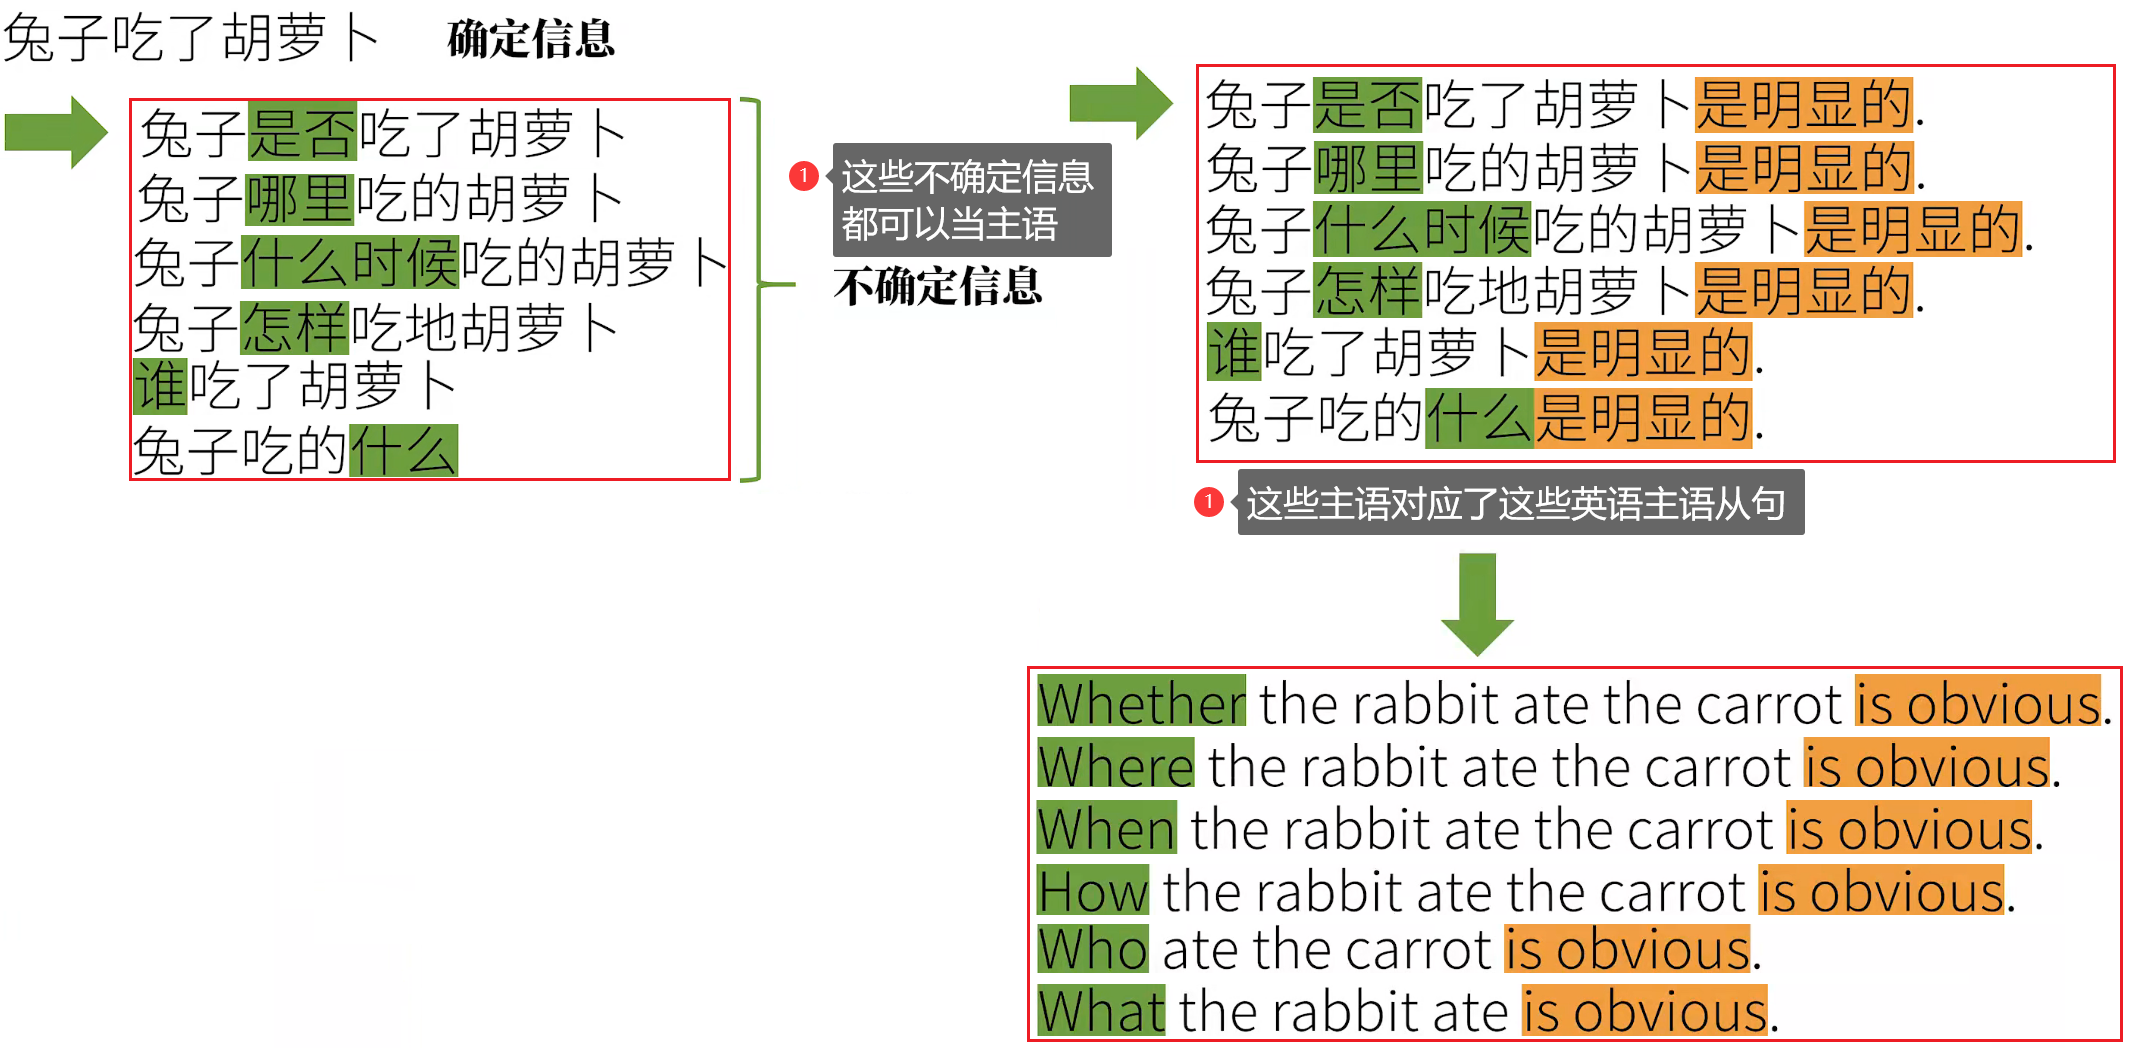 兔子吃了胡萝卜
确定信息
兔子是否吃了胡萝卜
兔子哪里吃的胡萝卜
兔子什么时候吃的胡萝卜
兔子怎样吃地胡萝卜
谁吃了胡萝卜
兔子吃的什么
1
这些不确定信息
都可以当主语
不确定信息
兔子是否吃了胡萝卜是明显的.
兔子哪里吃的胡萝卜是明显的.
兔子什么时候吃的胡萝卜是明显的.
兔子怎样吃地胡萝卜是明显的.
谁吃了胡萝卜是明显的.
兔子吃的什么是明显的.
1
这些主语对应了这些英语主语从句
Whether the rabbit ate the carrot is obvious.
Where the rabbit ate the carrot is obvious.
When the rabbit ate the carrot is obvious.
How the rabbit ate the carrot is obvious.
Who ate the carrot is obvious.
What the rabbit ate is obvious.